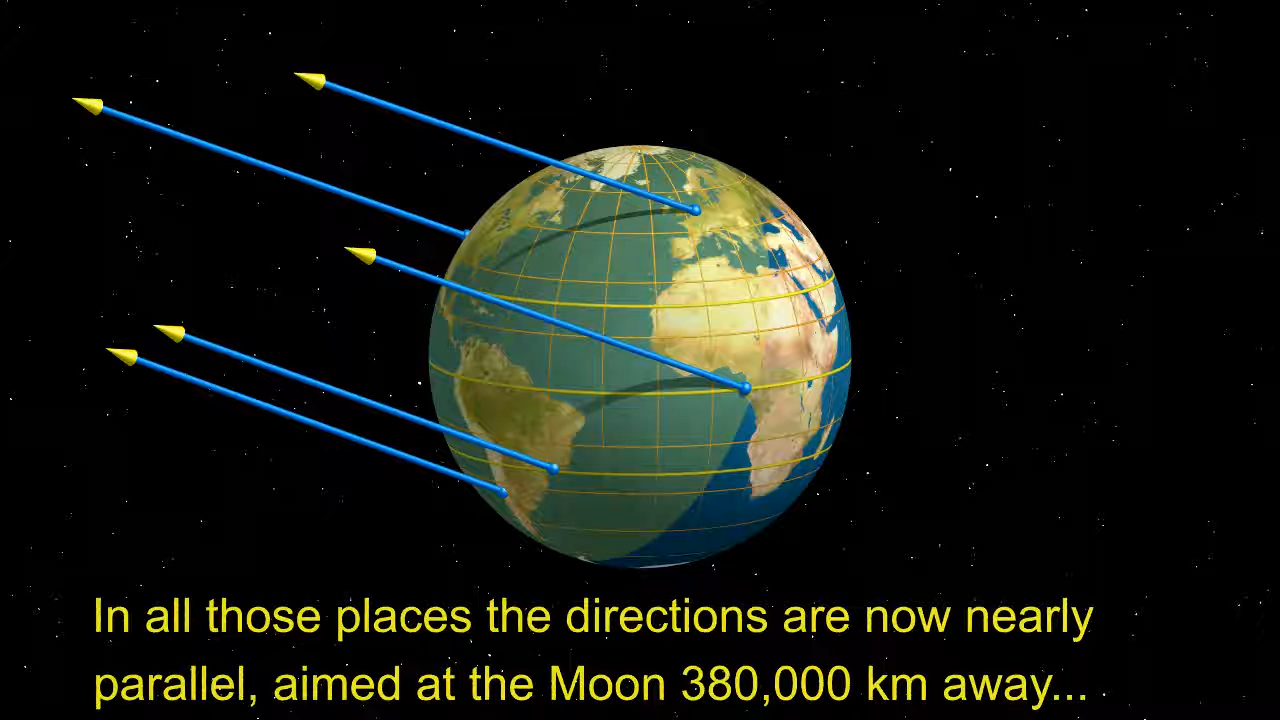 In all those places the directions are now nearly
parallel, aimed at the Moon 380,000 km away...